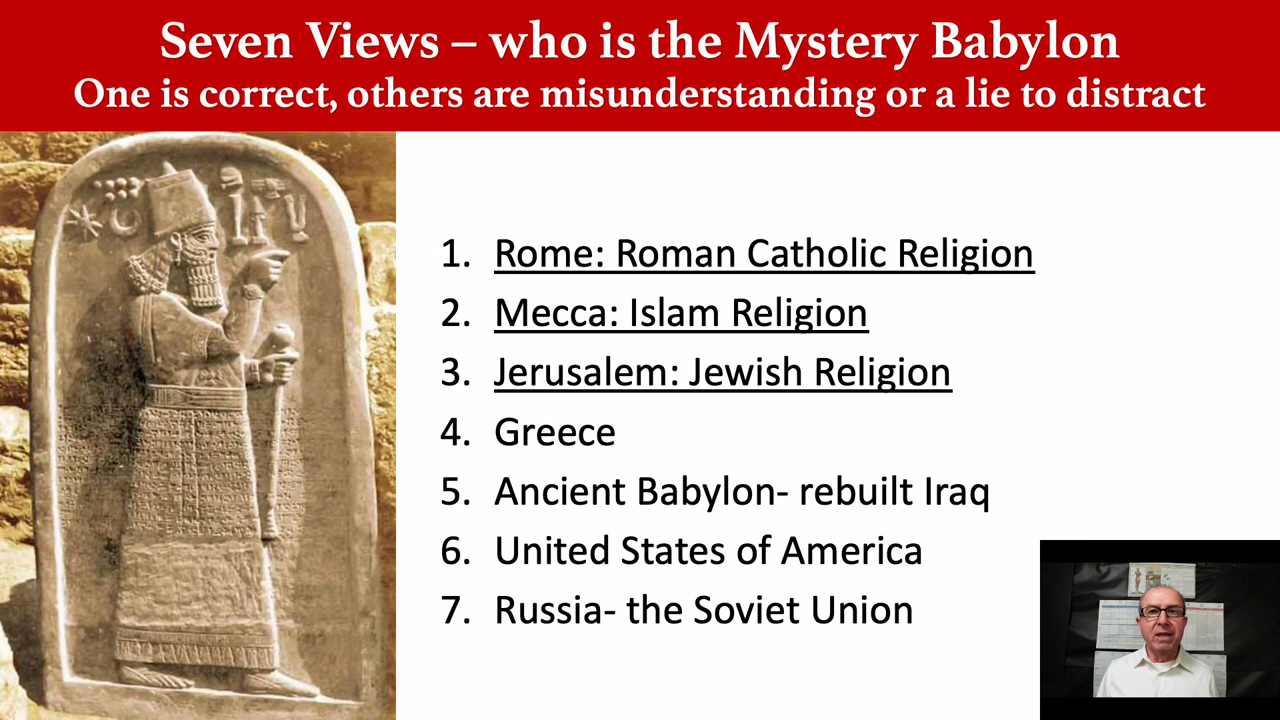 Seven Views – who is the Mystery Babylon
One is correct, others are misunderstanding or a lie to distract
1. Rome: Roman Catholic Religion
2. Mecca: Islam Religion
3. Jerusalem: Jewish Religion
4. Greece
5. Ancient Babylon- rebuilt Iraq
6. United States of America
7. Russia- the Soviet Union